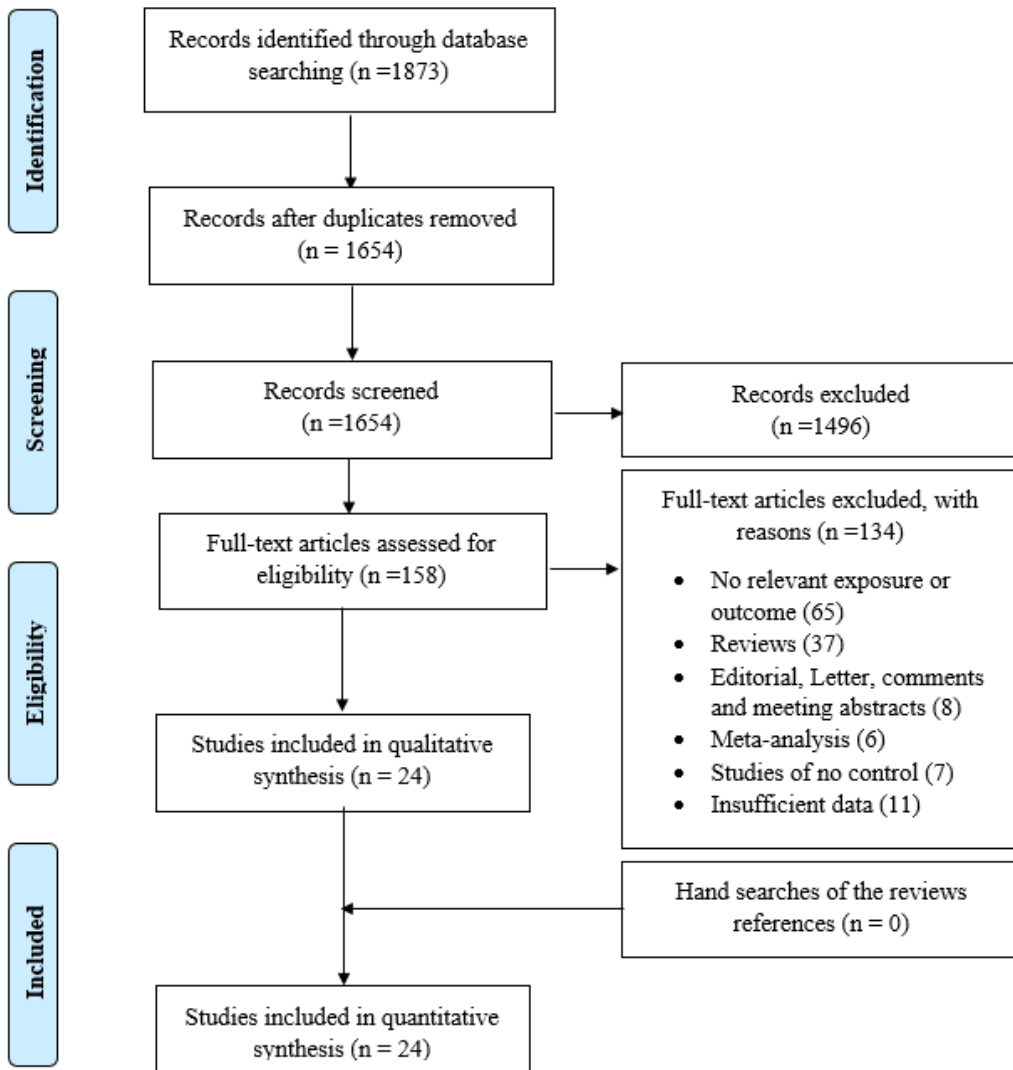 Identification
Records identified through database
searching (n =1873)
Records after duplicates removed
(n = 1654)
Screening
Records screened
(n =1654)
Records excluded
(n =1496)
Eligibility
Full-text articles assessed for
eligibility (n =158)
Full-text articles excluded, with
reasons (n =134)
• No relevant exposure or
outcome (65)
• Reviews (37)
• Editorial, Letter, comments
and meeting abstracts (8)
• Meta-analysis (6)
• Studies of no control (7)
• Insufficient data (11)
Studies included in qualitative
synthesis (n = 24)
Included
Hand searches of the reviews
references (n = 0)
Studies included in quantitative
synthesis (n = 24)